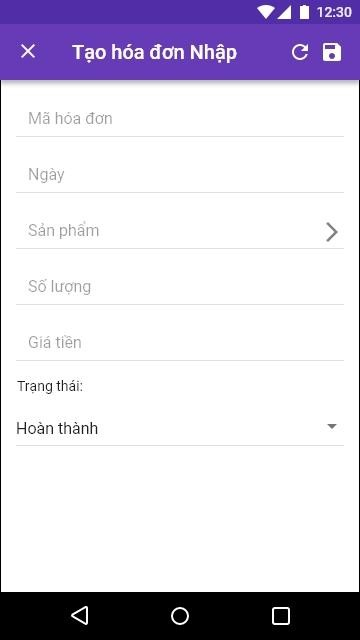 12:30
Tạo hóa đơn Nhập
Mã hóa đơn
Ngày
Sản phẩm
Số lượng
Giá tiền
Trạng thái:
Hoàn thành